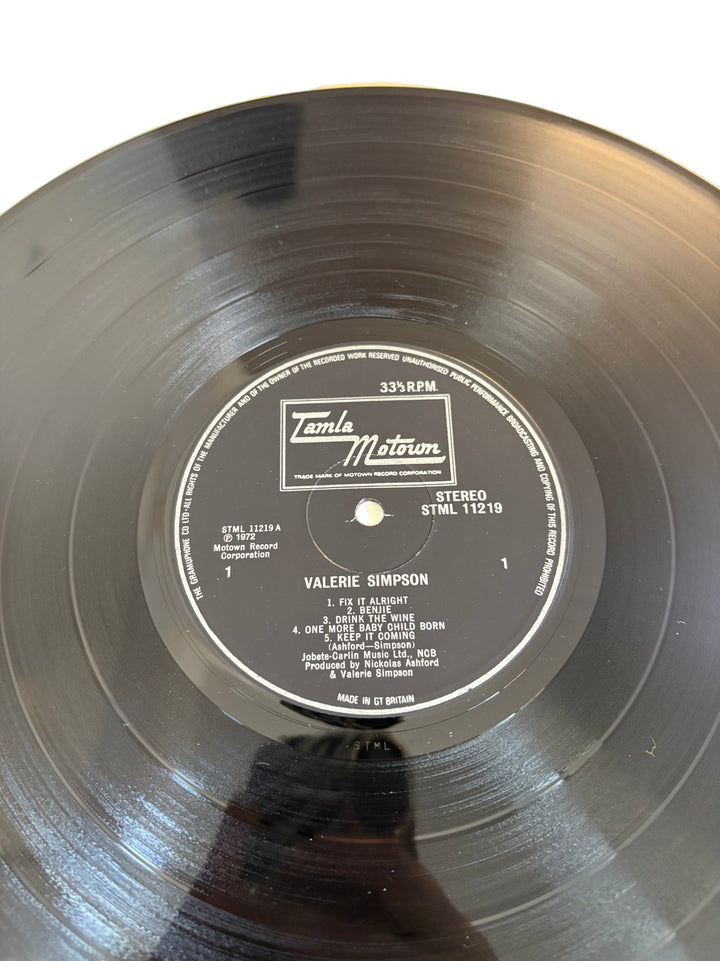 THE GRAMOPHONE CO LTD·ALL RIGHTS OF THE MANUFACTURER AND OF THE OWNER OF THE RECORDED WORK RESERVED UNAUTHORISED PUBLIC PERFORMANCE BROADCASTING AND COPYING OF THIS RECORD PROHIBITED
33⅓ R.P.M.
Tamla
Motown
TRADE MARK OF MOTOWN RECORD CORPORATION
STEREO
STML 11219
STML 11219 A
℗ 1972
Motown Record
Corporation
1
1
VALERIE SIMPSON
1. FIX IT ALRIGHT
2. BENJIE
3. DRINK THE WINE
4. ONE MORE BABY CHILD BORN
5. KEEP IT COMING
(Ashford—Simpson)
Jobete-Carlin Music Ltd., NCB
Produced by Nickolas Ashford
& Valerie Simpson
MADE IN GT BRITAIN
STML